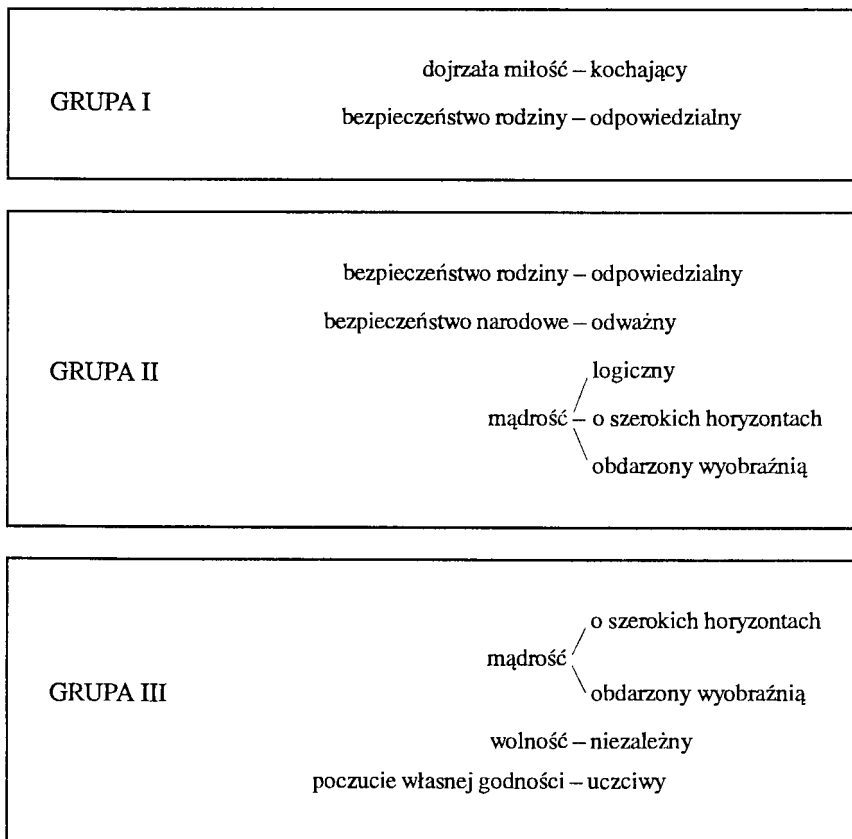 GRUPA I
dojrzała miłość – kochający
bezpieczeństwo rodziny – odpowiedzialny
GRUPA II
bezpieczeństwo rodziny – odpowiedzialny
bezpieczeństwo narodowe – odważny
logiczny
mądrość – o szerokich horyzontach
obdarzony wyobraźnią
GRUPA III
o szerokich horyzontach
mądrość
obdarzony wyobraźnią
wolność – niezależny
poczucie własnej godności – uczciwy